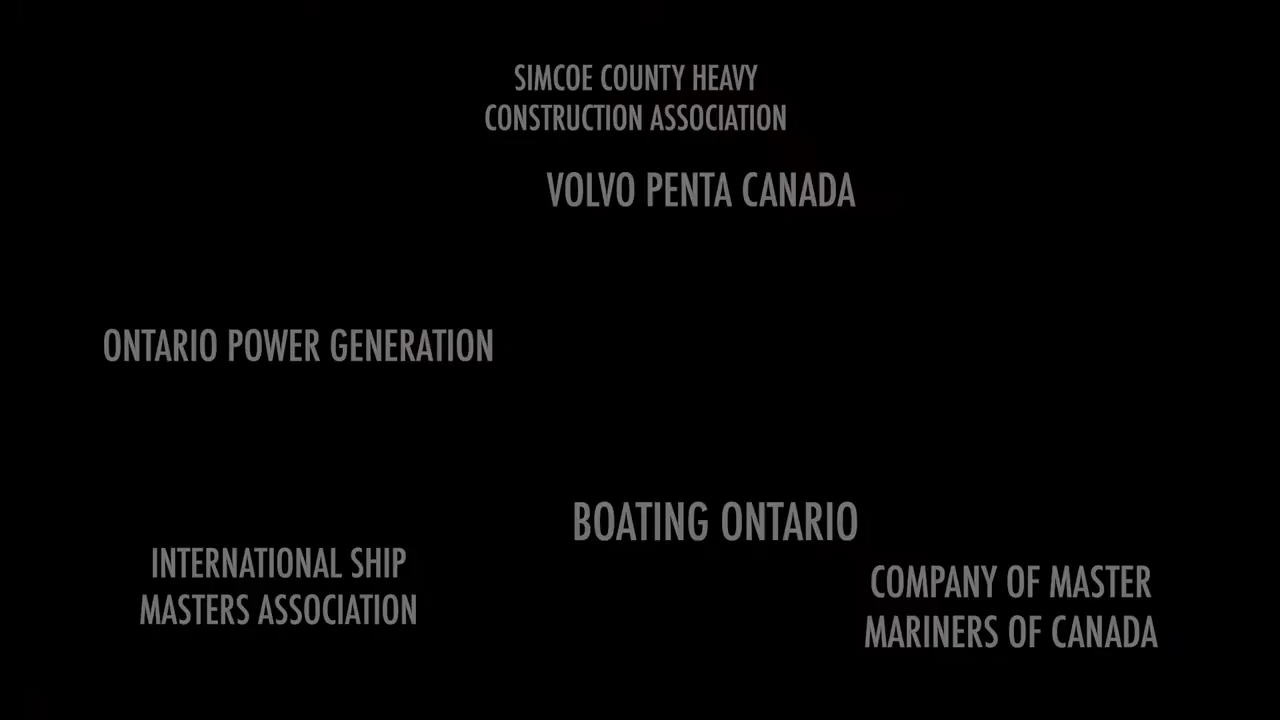 SIMCOE COUNTY HEAVY
CONSTRUCTION ASSOCIATION
VOLVO PENTA CANADA
ONTARIO POWER GENERATION
BOATING ONTARIO
INTERNATIONAL SHIP
MASTERS ASSOCIATION
COMPANY OF MASTER
MARINERS OF CANADA